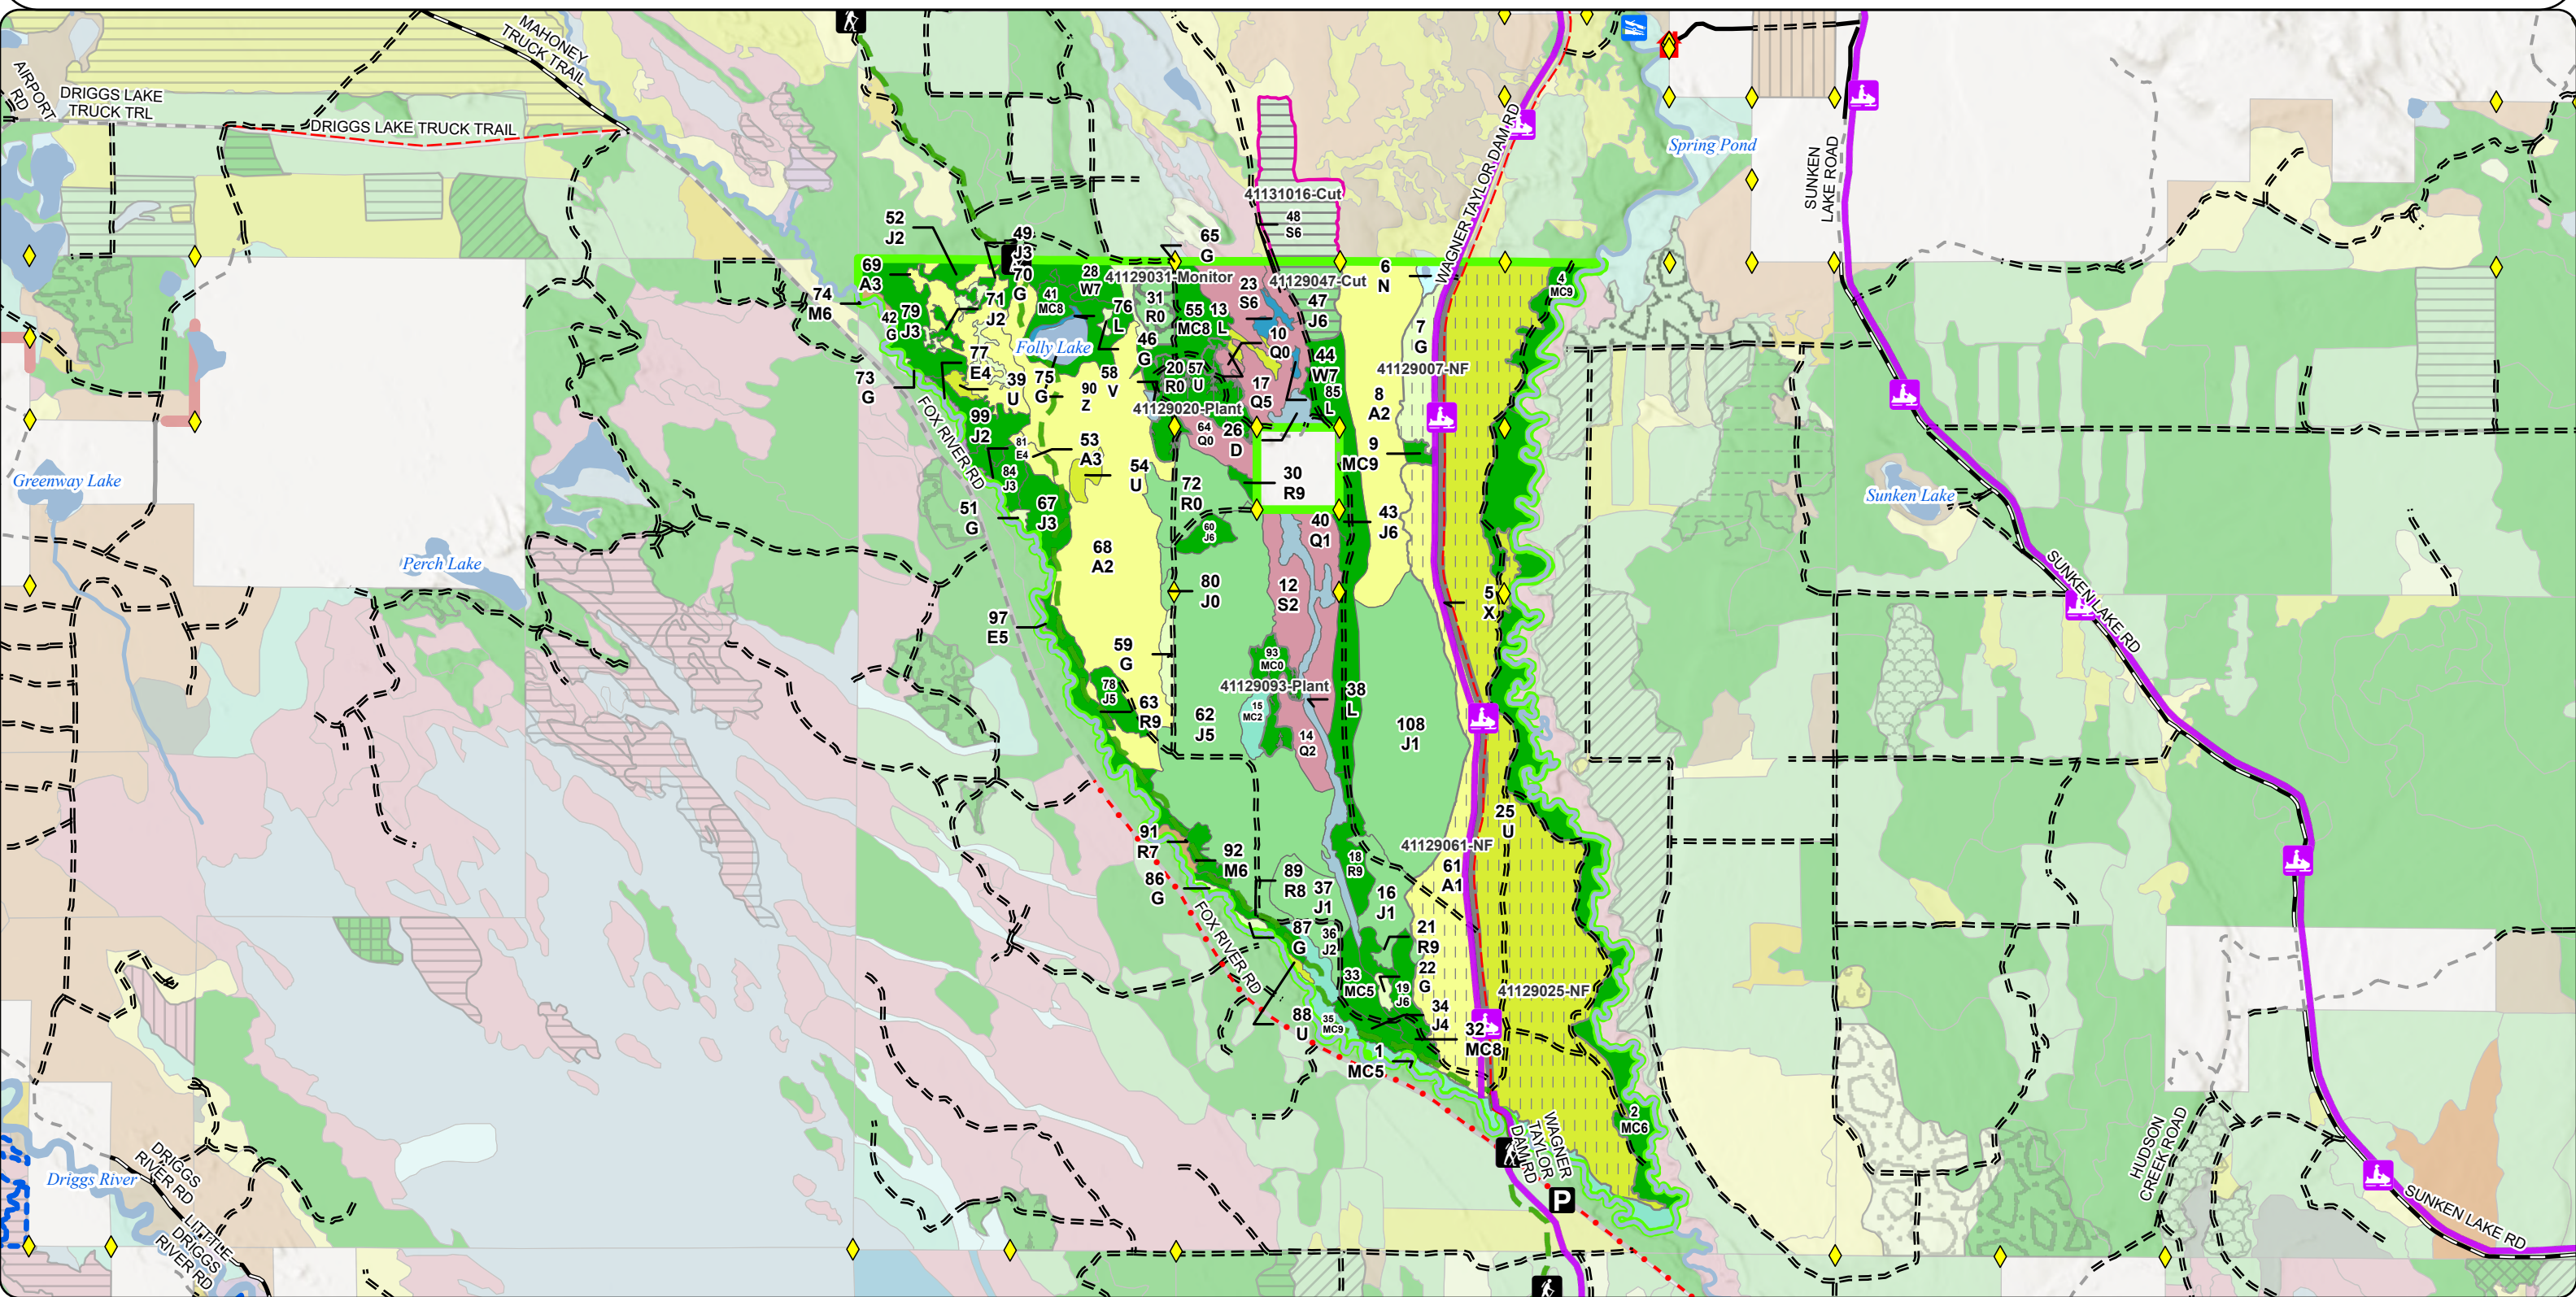 MAHONEY
TRUCK TRAIL
AIRPORT
RD
DRIGGS LAKE
TRUCK TRL
DRIGGS LAKE TRUCK TRAIL
Spring Pond
SUNKEN
LAKE ROAD
WAGNER TAYLOR DAM RD
41131016-Cut
48
S6
52
J2
49
J3
65
G
69
A3
70
G
28
W7
41129031-Monitor
41129047-Cut
6
N
4
MC9
74
M6
42
G
79
J3
71
J2
41
MC8
76
L
31
R0
55
MC8
13
L
23
S6
47
J6
Folly Lake
46
G
10
Q0
7
G
77
E4
39
U
75
G
58
V
90
Z
20
R0
57
U
17
Q5
44
W7
85
L
41129007-NF
8
A2
73
G
FOX RIVER RD
99
J2
81
E4
53
A3
41129020-Plant
64
Q0
26
D
9
MC9
84
J3
54
U
72
R0
30
R9
Greenway Lake
Sunken Lake
51
G
67
J3
60
J6
40
Q1
43
J6
Perch Lake
68
A2
80
J0
12
S2
5
X
SUNKEN LAKE RD
97
E5
59
G
93
MC0
41129093-Plant
78
J5
63
R9
62
J5
15
MC2
14
Q2
38
L
108
J1
25
U
91
R7
92
M6
41129061-NF
61
A1
18
R9
86
G
89
R8
37
J1
16
J1
FOX RIVER RD
87
G
36
J2
21
R9
33
MC5
22
G
19
J6
41129025-NF
88
U
35
MC9
34
J4
32
MC8
1
MC5
2
MC6
WAGNER
TAYLOR
DAM RD
P
HUDSON
CREEK ROAD
SUNKEN LAKE RD
Driggs River
DRIGGS
RIVER RD
LITTLE
DRIGGS
RIVER RD